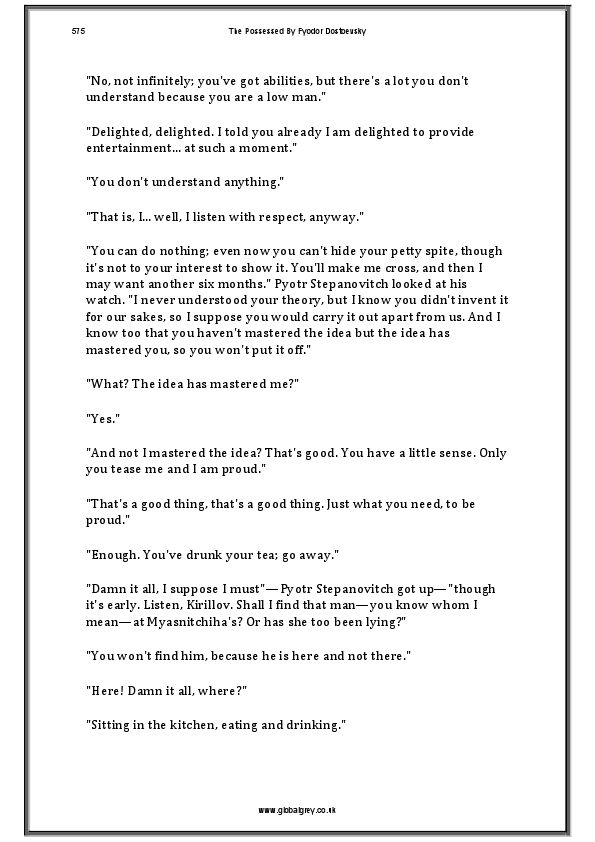 575
The Possessed By Fyodor Dostoevsky
"No, not infinitely; you've got abilities, but there's a lot you don't
understand because you are a low man."
"Delighted, delighted. I told you already I am delighted to provide
entertainment... at such a moment."
"You don't understand anything."
"That is, I... well, I listen with respect, anyway."
"You can do nothing; even now you can't hide your petty spite, though
it's not to your interest to show it. You'll make me cross, and then I
may want another six months." Pyotr Stepanovitch looked at his
watch. "I never understood your theory, but I know you didn't invent it
for our sakes, so I suppose you would carry it out apart from us. And I
know too that you haven't mastered the idea but the idea has
mastered you, so you won't put it off."
"What? The idea has mastered me?"
"Yes."
"And not I mastered the idea? That's good. You have a little sense. Only
you tease me and I am proud."
"That's a good thing, that's a good thing. Just what you need, to be
proud."
"Enough. You've drunk your tea; go away."
"Damn it all, I suppose I must"—Pyotr Stepanovitch got up—"though
it's early. Listen, Kirillov. Shall I find that man—you know whom I
mean—at Myasnitchiha's? Or has she too been lying?"
"You won't find him, because he is here and not there."
"Here! Damn it all, where?"
"Sitting in the kitchen, eating and drinking."
www.globalgrey.co.uk